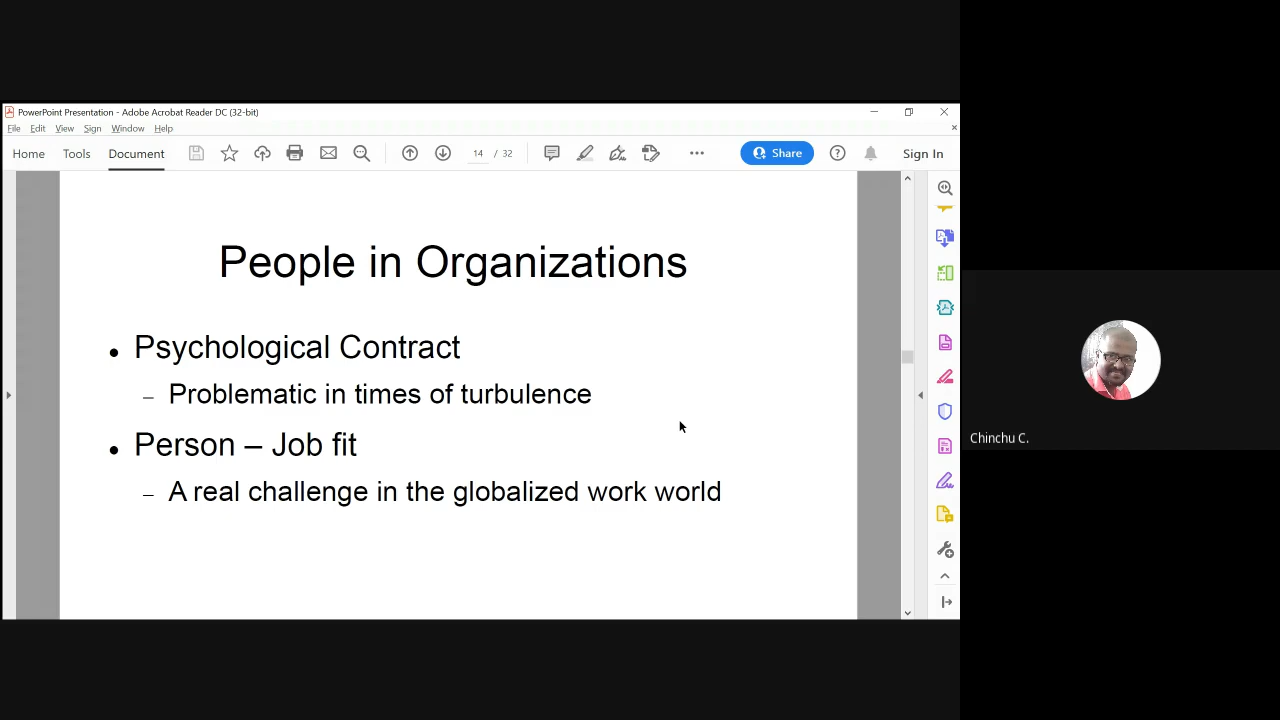 PowerPoint Presentation - Adobe Acrobat Reader DC (32-bit)
File Edit View Sign Window Help
Home Tools Document 14 / 32 Share Sign In
People in Organizations
• Psychological Contract
– Problematic in times of turbulence
• Person – Job fit
– A real challenge in the globalized work world
Chinchu C.